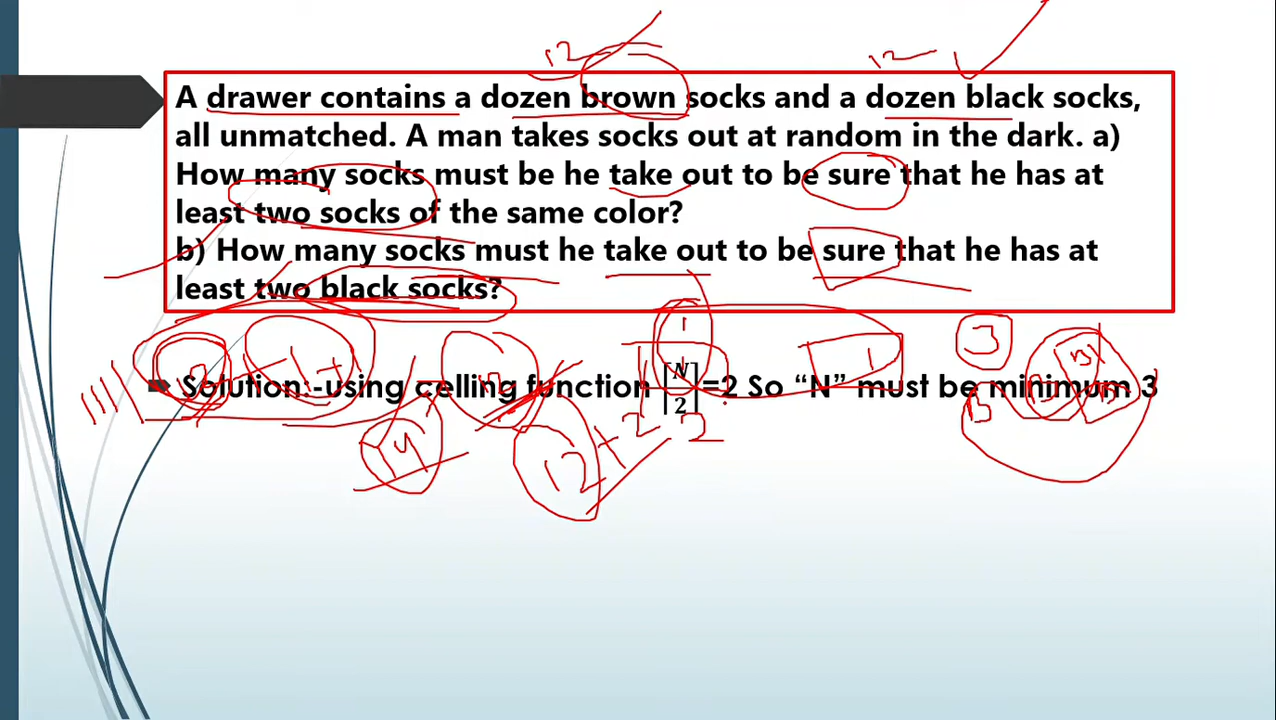 12 12
A drawer contains a dozen brown socks and a dozen black socks,
all unmatched. A man takes socks out at random in the dark. a)
How many socks must be he take out to be sure that he has at
least two socks of the same color?
b) How many socks must he take out to be sure that he has at
least two black socks?
Solution:-using celling function ⌈N/2⌉=2 So “N” must be minimum 3
14 12+2 2